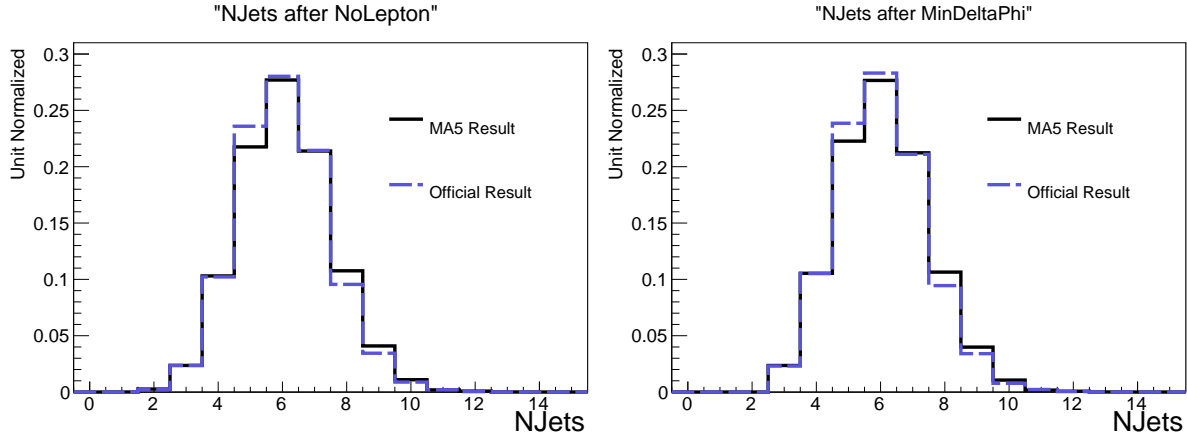 "NJets after NoLepton"
Unit Normalized
0.3
0.25
0.2
0.15
0.1
0.05
0
MA5 Result
Official Result
0 2 4 6 8 10 12 14
NJets
"NJets after MinDeltaPhi"
Unit Normalized
0.3
0.25
0.2
0.15
0.1
0.05
0
MA5 Result
Official Result
0 2 4 6 8 10 12 14
NJets